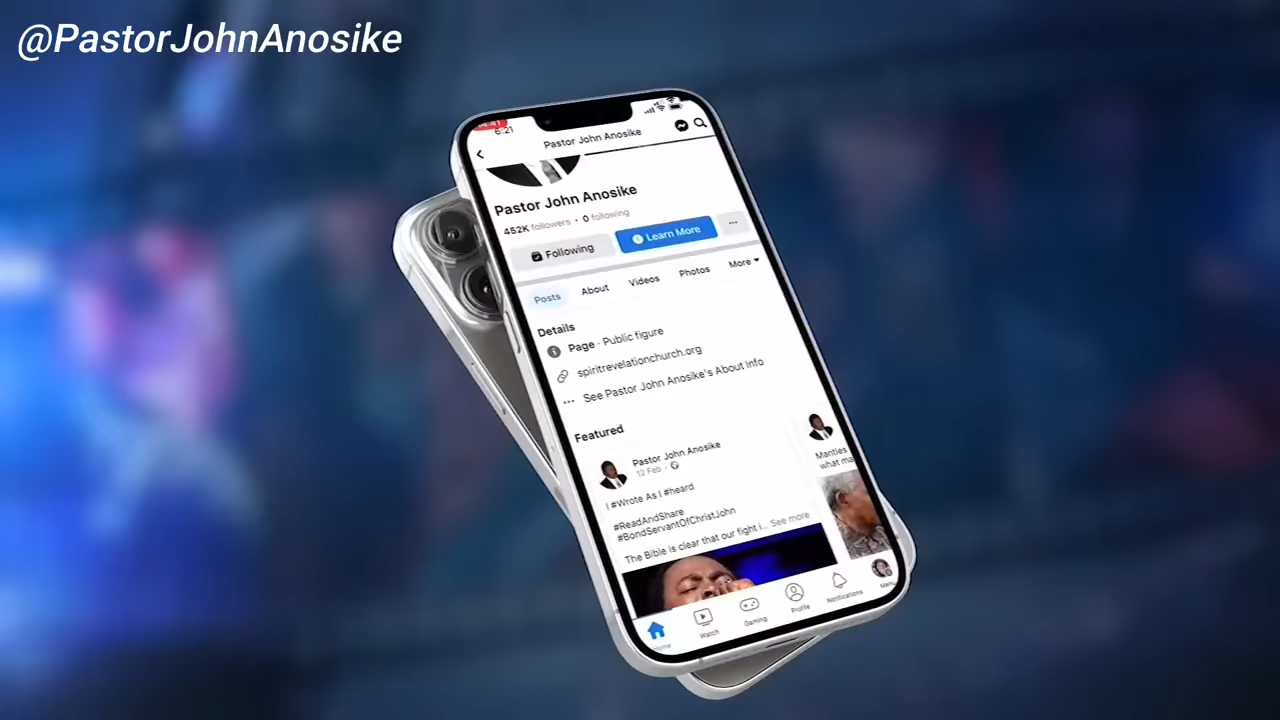 @PastorJohnAnosike
6:21
Pastor John Anosike
Pastor John Anosike
452K followers • 0 following
Following
Learn More
Posts
About
Videos
Photos
More
Details
Page · Public figure
spiritrevelationchurch.org
See Pastor John Anosike's About Info
Featured
Pastor John Anosike
12 Feb
I #Wrote As I #heard
#ReadAndShare
#BondServantOfChristJohn
The Bible is clear that our fight i... See more
Mantles
what ma
Home
Watch
Gaming
Profile
Notifications
Menu